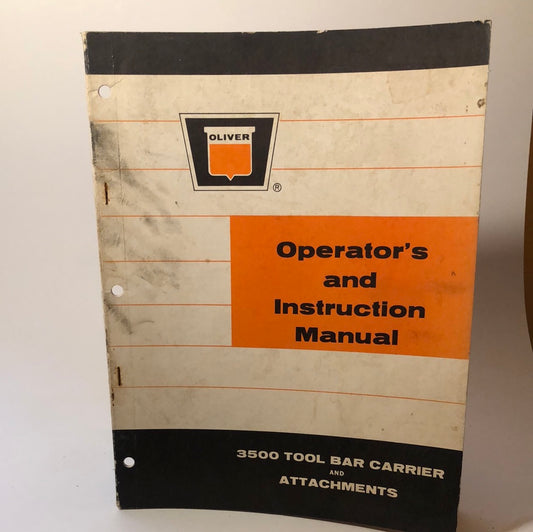 OLIVER
®
Operator's
and
Instruction
Manual
3500 TOOL BAR CARRIER
AND
ATTACHMENTS